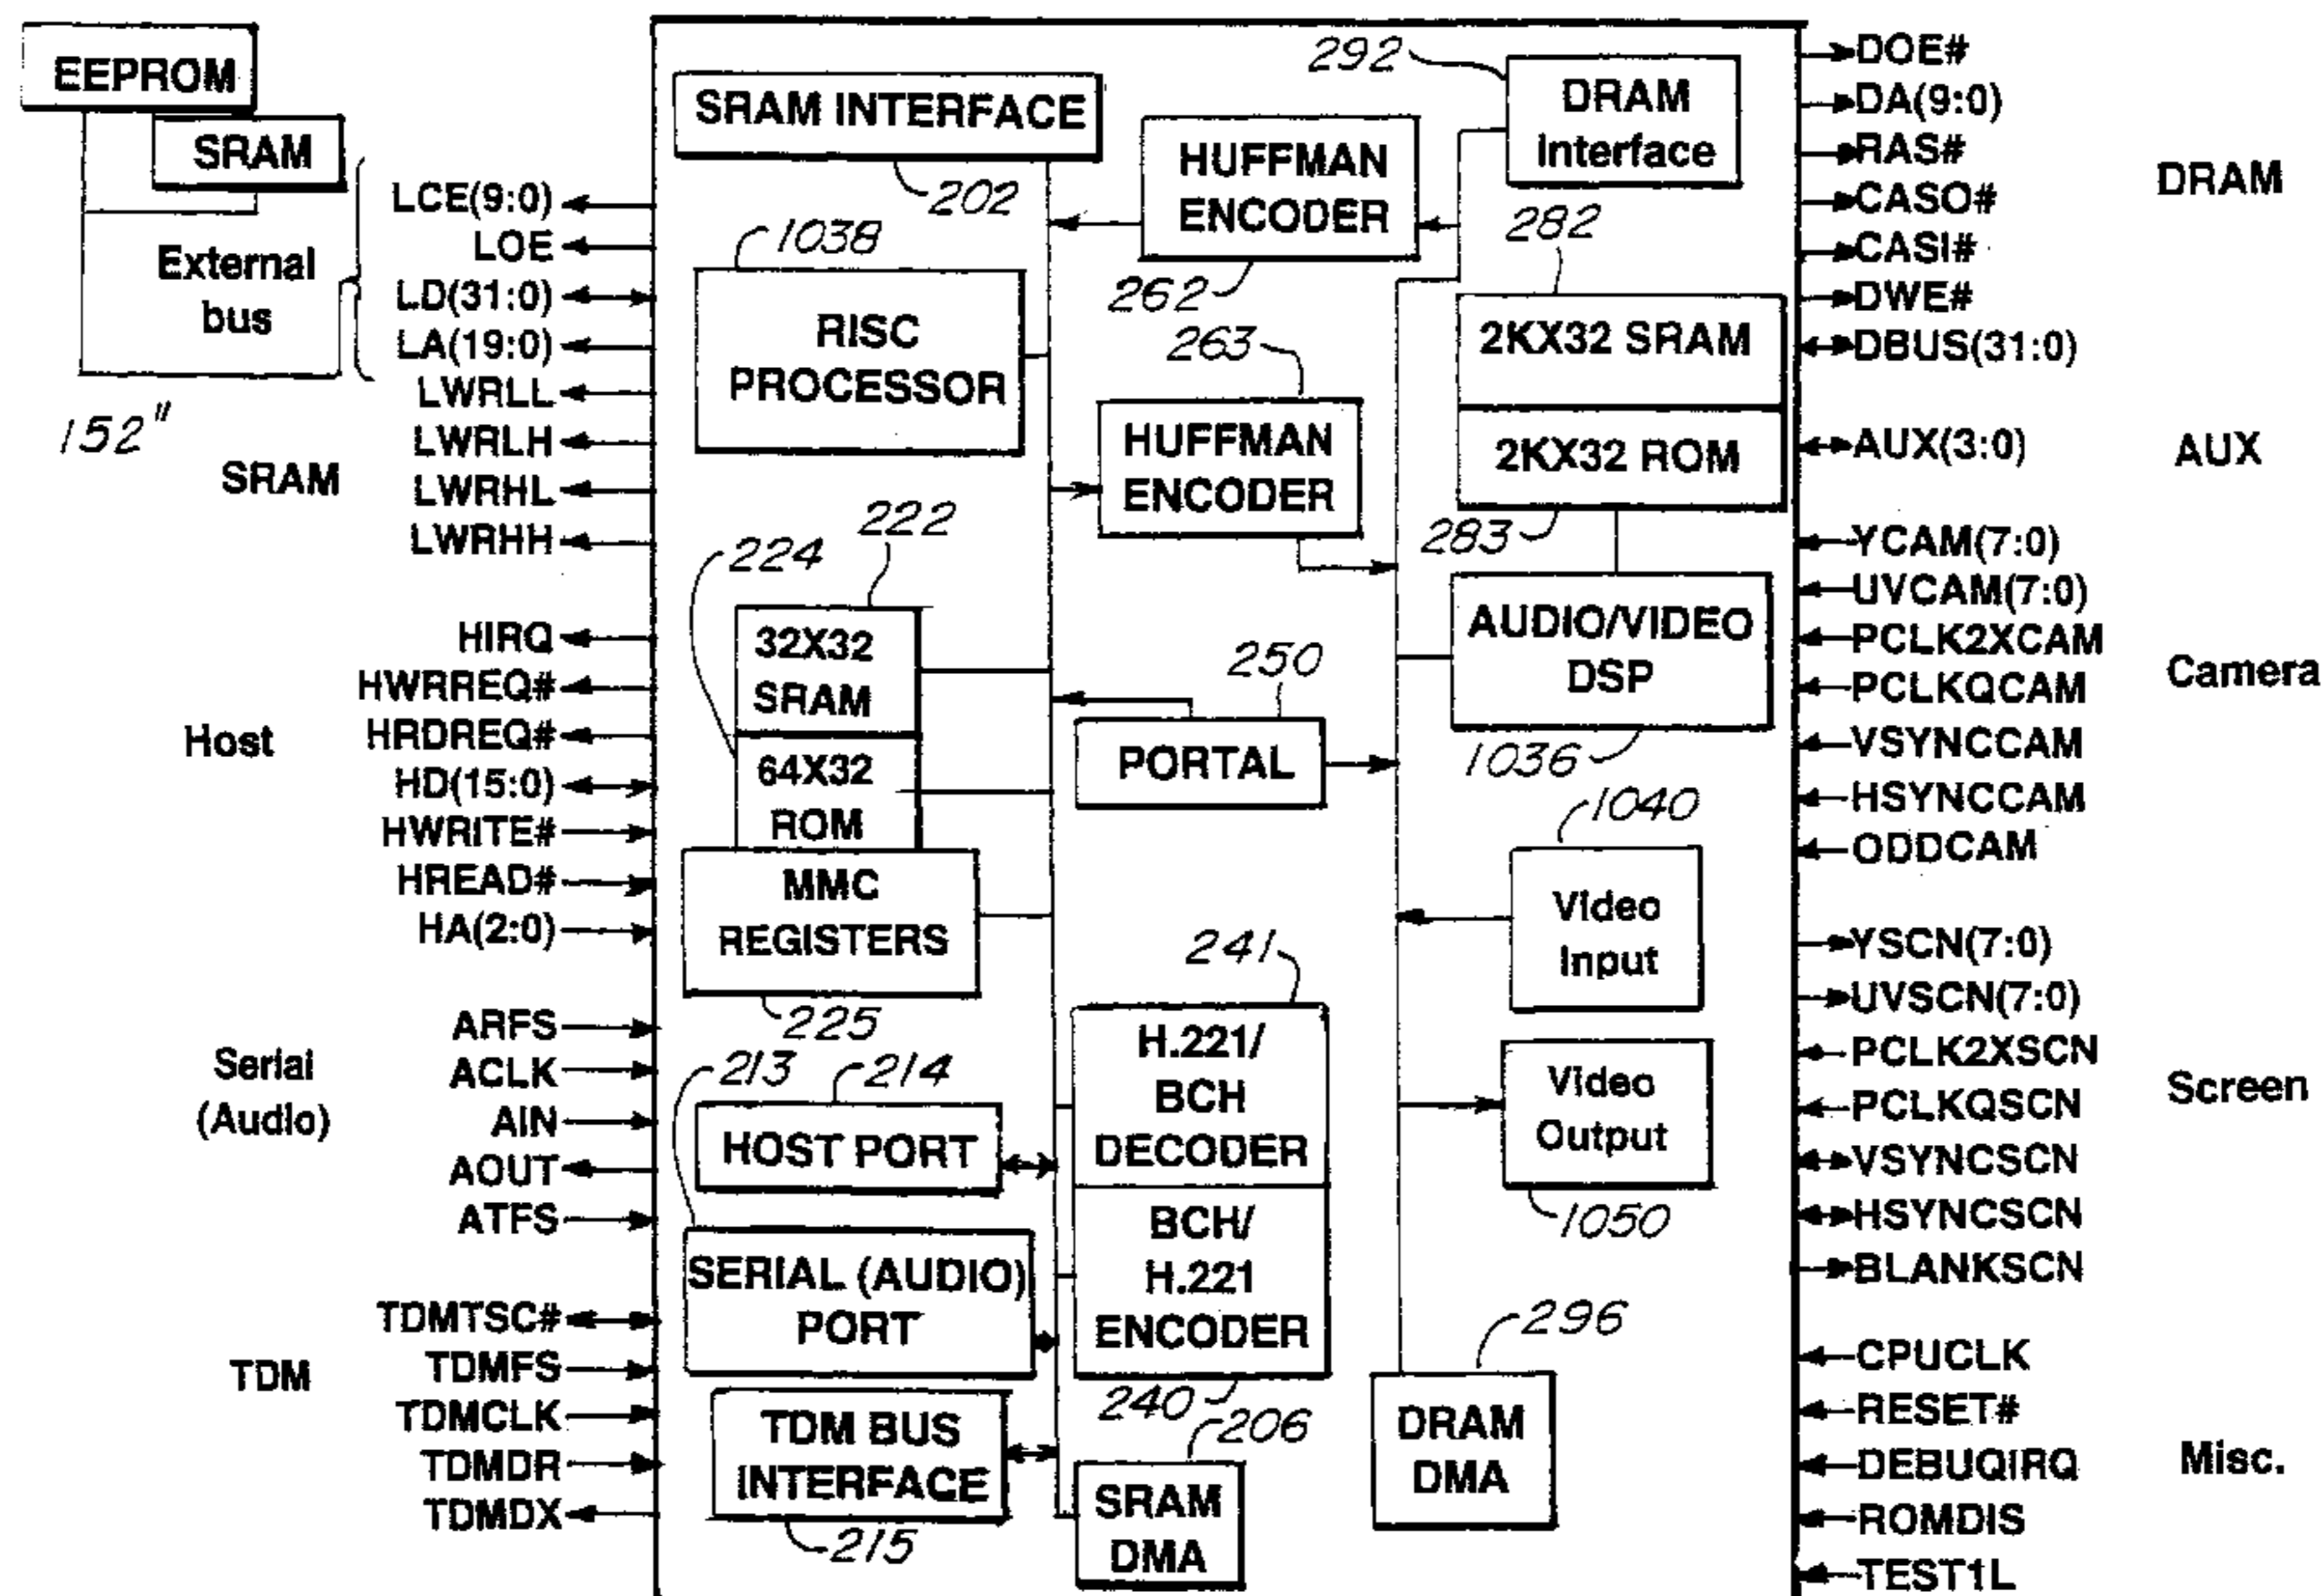 EEPROM
SRAM
External
bus
152"
SRAM
LCE(9:0)
LOE
LD(31:0)
LA(19:0)
LWRLL
LWRLH
LWRHL
LWRHH
Host
HIRQ
HWRREQ#
HRDREQ#
HD(15:0)
HWRITE#
HREAD#
HA(2:0)
Serial
(Audio)
ARFS
ACLK
AIN
AOUT
ATFS
TDM
TDMTSC#
TDMFS
TDMCLK
TDMDR
TDMDX
SRAM INTERFACE
202
1038
RISC
PROCESSOR
222
224
32X32
SRAM
64X32
ROM
MMC
REGISTERS
225
213
214
HOST PORT
SERIAL (AUDIO)
PORT
TDM BUS
INTERFACE
215
HUFFMAN
ENCODER
262
263
HUFFMAN
ENCODER
250
PORTAL
241
H.221/
BCH
DECODER
BCH/
H.221
ENCODER
240
206
SRAM
DMA
292
DRAM
Interface
282
2KX32 SRAM
2KX32 ROM
283
AUDIO/VIDEO
DSP
1036
1040
Video
Input
Video
Output
1050
296
DRAM
DMA
DOE#
DA(9:0)
RAS#
CASO#
CASI#
DWE#
DBUS(31:0)
DRAM
AUX(3:0)
AUX
YCAM(7:0)
UVCAM(7:0)
PCLK2XCAM
PCLKQCAM
VSYNCCAM
HSYNCCAM
ODDCAM
Camera
YSCN(7:0)
UVSCN(7:0)
PCLK2XSCN
PCLKQSCN
VSYNCSCN
HSYNCSCN
BLANKSCN
Screen
CPUCLK
RESET#
DEBUQIRQ
ROMDIS
TEST1L
Misc.